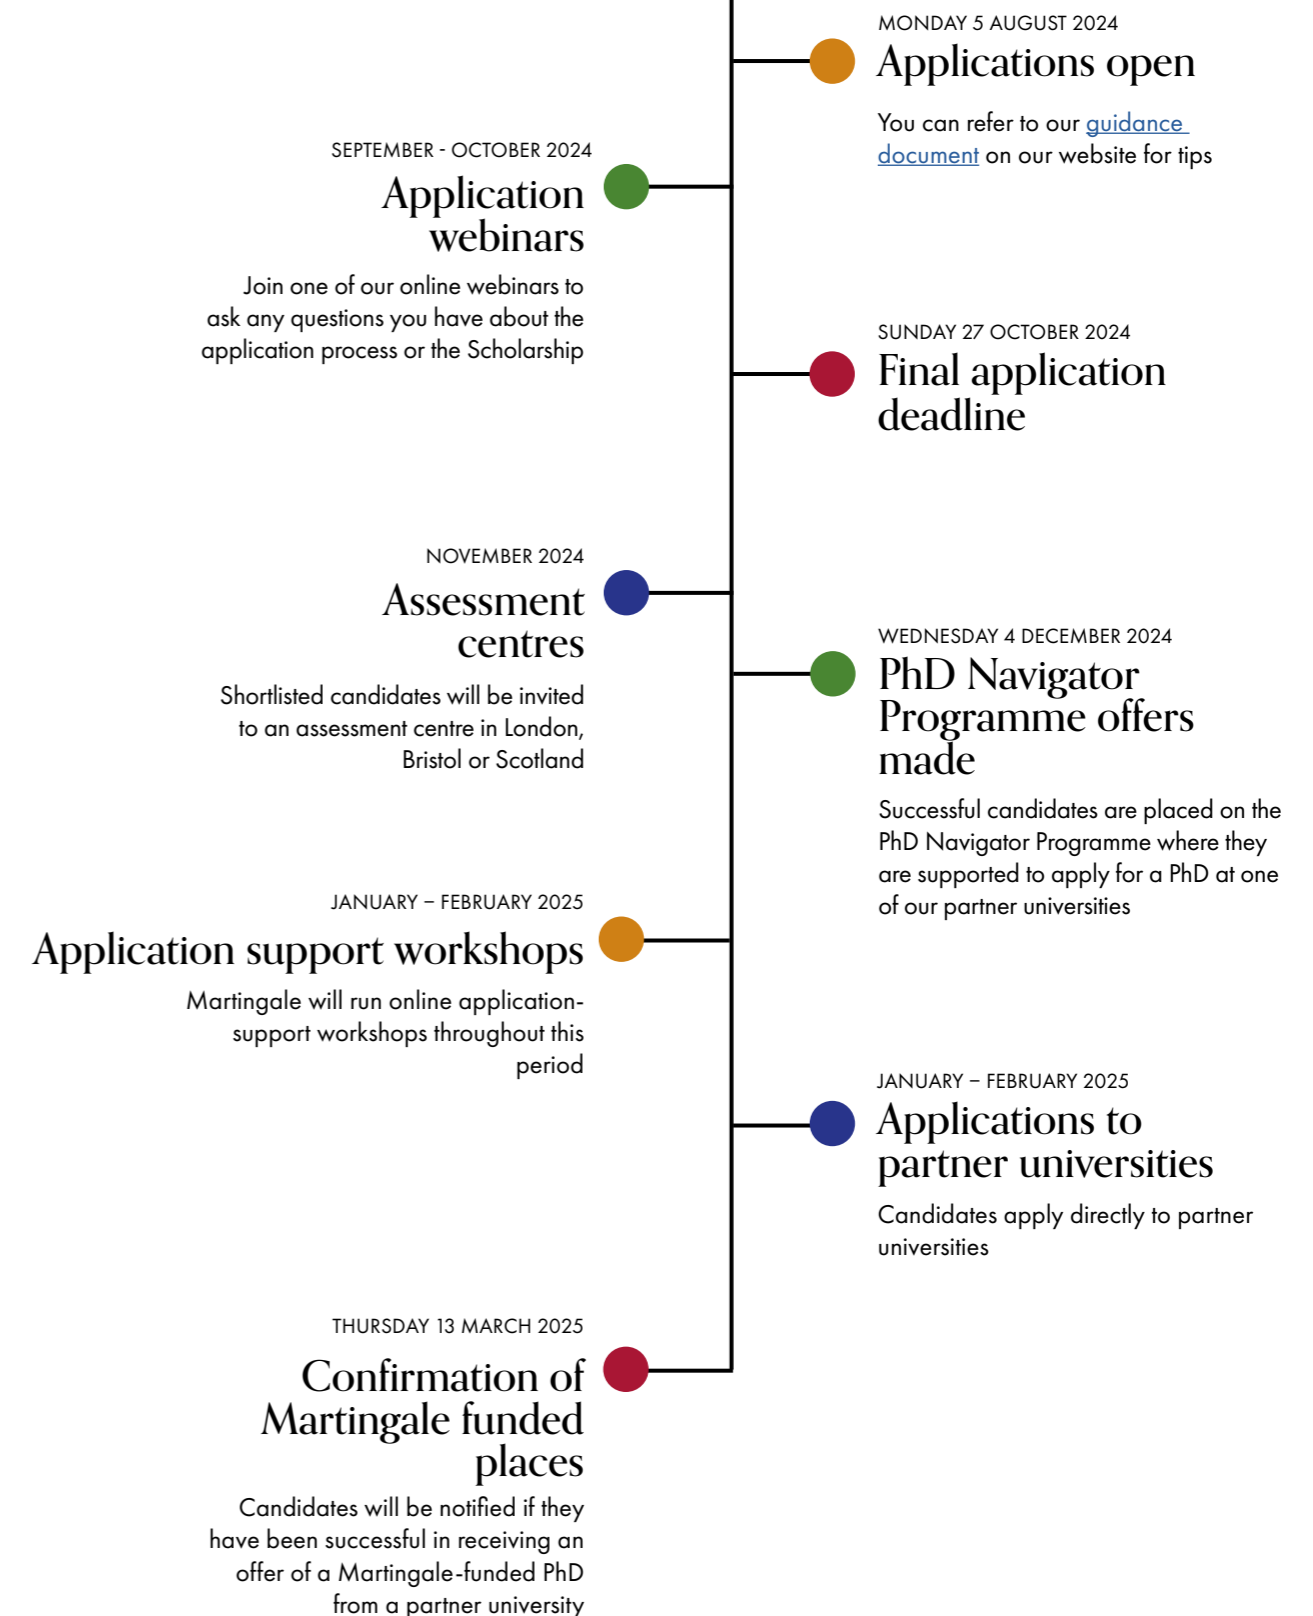 MONDAY 5 AUGUST 2024
Applications open
You can refer to our guidance
document on our website for tips
SEPTEMBER - OCTOBER 2024
Application
webinars
Join one of our online webinars to
ask any questions you have about the
application process or the Scholarship
SUNDAY 27 OCTOBER 2024
Final application
deadline
NOVEMBER 2024
Assessment
centres
Shortlisted candidates will be invited
to an assessment centre in London,
Bristol or Scotland
WEDNESDAY 4 DECEMBER 2024
PhD Navigator
Programme offers
made
Successful candidates are placed on the
PhD Navigator Programme where they
are supported to apply for a PhD at one
of our partner universities
JANUARY – FEBRUARY 2025
Application support workshops
Martingale will run online application-
support workshops throughout this
period
JANUARY – FEBRUARY 2025
Applications to
partner universities
Candidates apply directly to partner
universities
THURSDAY 13 MARCH 2025
Confirmation of
Martingale funded
places
Candidates will be notified if they
have been successful in receiving an
offer of a Martingale-funded PhD
from a partner university